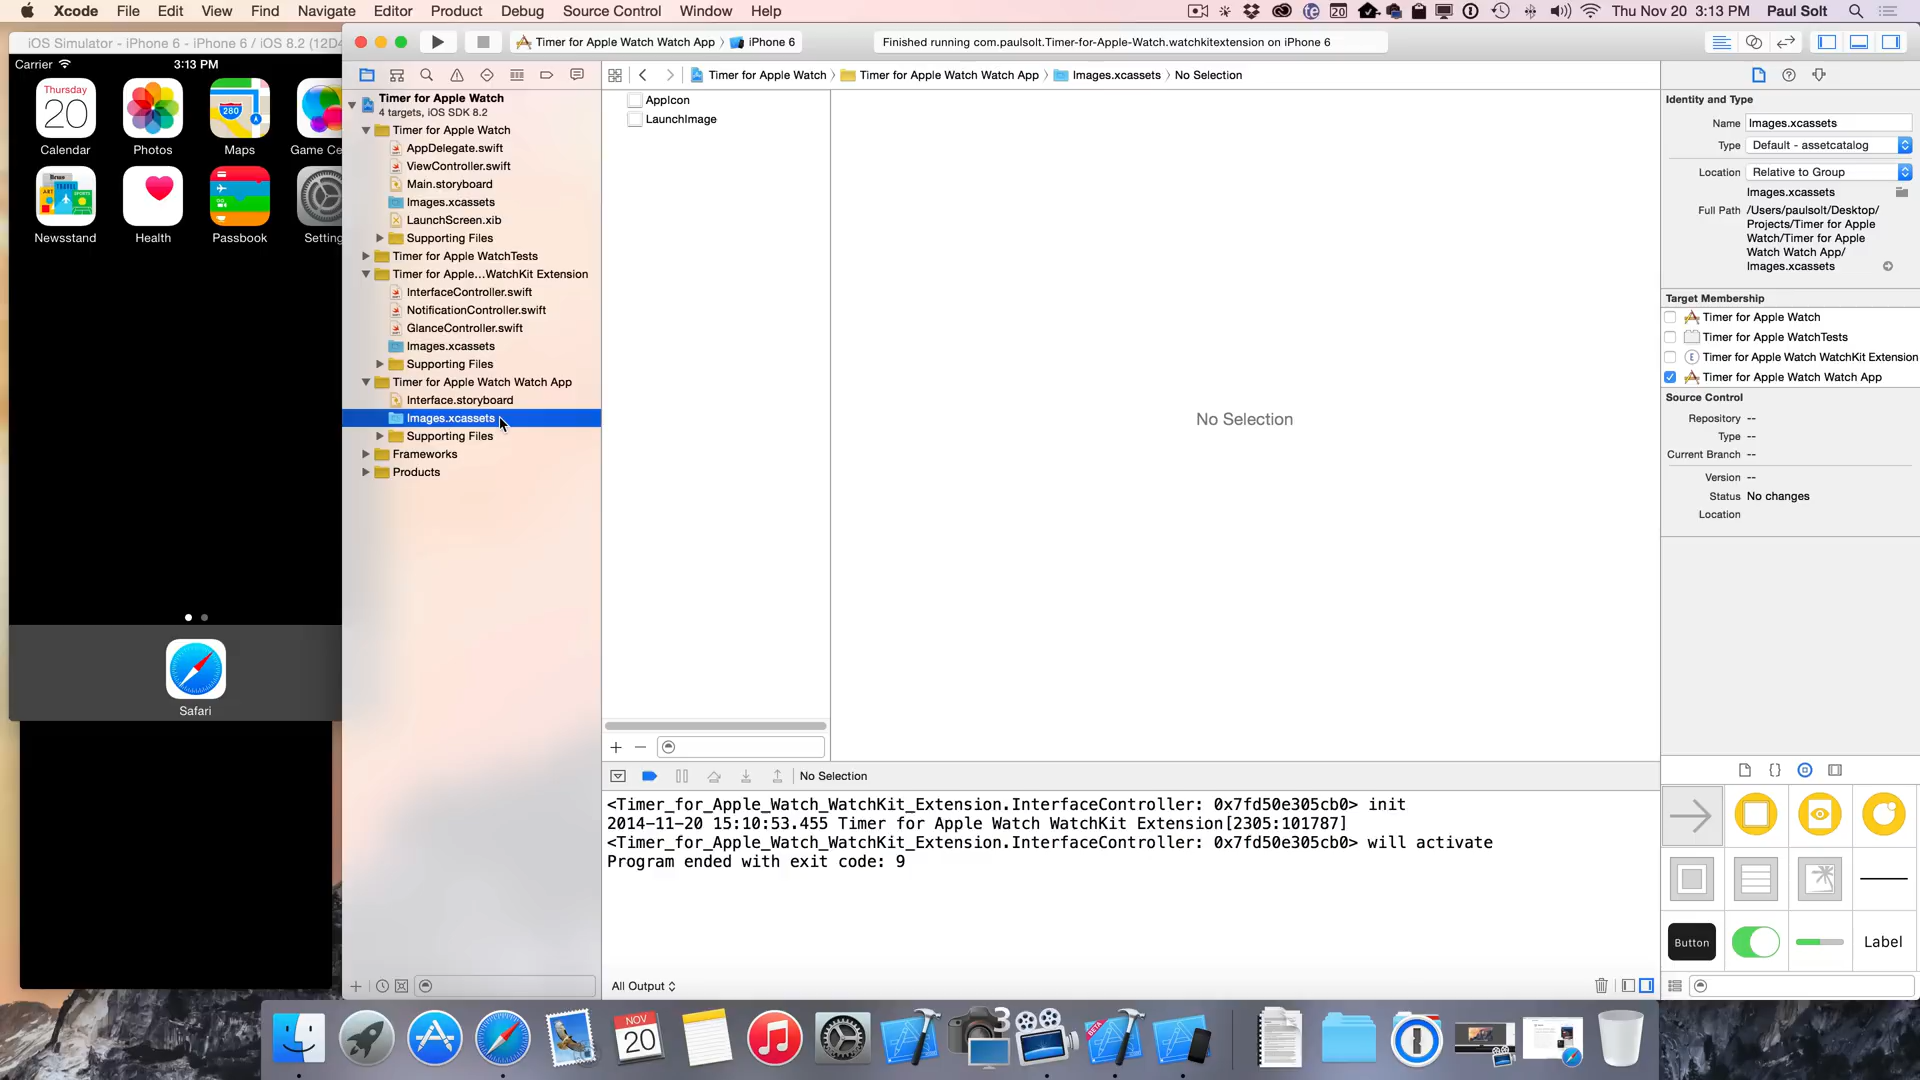 Xcode File Edit View Find Navigate Editor Product Debug Source Control Window Help
20
Thu Nov 20 3:13 PM Paul Solt
iOS Simulator - iPhone 6 - iPhone 6 / iOS 8.2 (12D4
Carrier 3:13 PM
Thursday
20
280
Calendar Photos Maps Game Ce
Newsstand Health Passbook Setting
Safari
Timer for Apple Watch Watch App › iPhone 6
Finished running com.paulsolt.Timer-for-Apple-Watch.watchkitextension on iPhone 6
Timer for Apple Watch
4 targets, iOS SDK 8.2
Timer for Apple Watch
AppDelegate.swift
ViewController.swift
Main.storyboard
Images.xcassets
LaunchScreen.xib
Supporting Files
Timer for Apple WatchTests
Timer for Apple...WatchKit Extension
InterfaceController.swift
NotificationController.swift
GlanceController.swift
Images.xcassets
Supporting Files
Timer for Apple Watch Watch App
Interface.storyboard
Images.xcassets
Supporting Files
Frameworks
Products
Timer for Apple Watch › Timer for Apple Watch Watch App › Images.xcassets › No Selection
AppIcon
LaunchImage
No Selection
No Selection
<Timer_for_Apple_Watch_WatchKit_Extension.InterfaceController: 0x7fd50e305cb0> init
2014-11-20 15:10:53.455 Timer for Apple Watch WatchKit Extension[2305:101787]
<Timer_for_Apple_Watch_WatchKit_Extension.InterfaceController: 0x7fd50e305cb0> will activate
Program ended with exit code: 9
All Output
Identity and Type
Name Images.xcassets
Type Default - assetcatalog
Location Relative to Group
Images.xcassets
Full Path /Users/paulsolt/Desktop/
Projects/Timer for Apple
Watch/Timer for Apple
Watch Watch App/
Images.xcassets
Target Membership
Timer for Apple Watch
Timer for Apple WatchTests
E Timer for Apple Watch WatchKit Extension
Timer for Apple Watch Watch App
Source Control
Repository --
Type --
Current Branch --
Version --
Status No changes
Location
Button Label
NOV
20
3
BETA